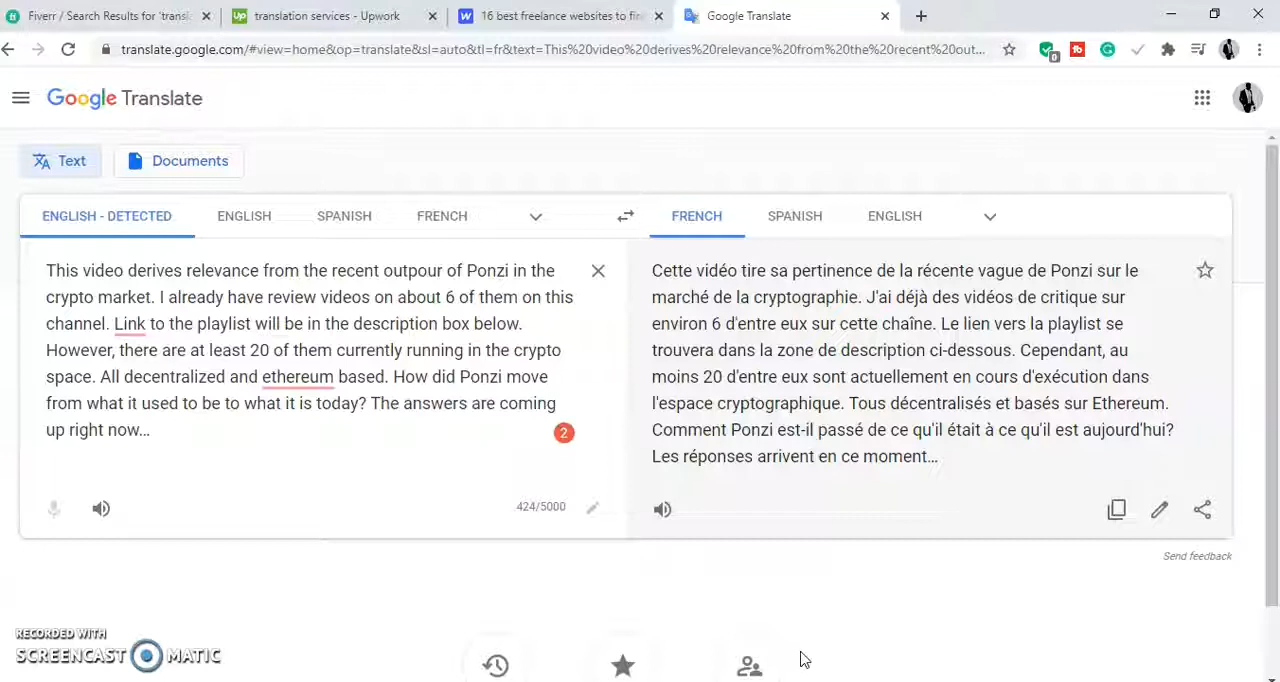 Fiverr / Search Results for 'transl
translation services - Upwork
16 best freelance websites to fin
Google Translate
translate.google.com/#view=home&op=translate&sl=auto&tl=fr&text=This%20video%20derives%20relevance%20from%20the%20recent%20out...
Google Translate
Text
Documents
ENGLISH - DETECTED
ENGLISH
SPANISH
FRENCH
FRENCH
SPANISH
ENGLISH
This video derives relevance from the recent outpour of Ponzi in the
crypto market. I already have review videos on about 6 of them on this
channel. Link to the playlist will be in the description box below.
However, there are at least 20 of them currently running in the crypto
space. All decentralized and ethereum based. How did Ponzi move
from what it used to be to what it is today? The answers are coming
up right now...
2
424/5000
Cette vidéo tire sa pertinence de la récente vague de Ponzi sur le
marché de la cryptographie. J'ai déjà des vidéos de critique sur
environ 6 d'entre eux sur cette chaîne. Le lien vers la playlist se
trouvera dans la zone de description ci-dessous. Cependant, au
moins 20 d'entre eux sont actuellement en cours d'exécution dans
l'espace cryptographique. Tous décentralisés et basés sur Ethereum.
Comment Ponzi est-il passé de ce qu'il était à ce qu'il est aujourd'hui?
Les réponses arrivent en ce moment...
Send feedback
RECORDED WITH
SCREENCAST MATIC